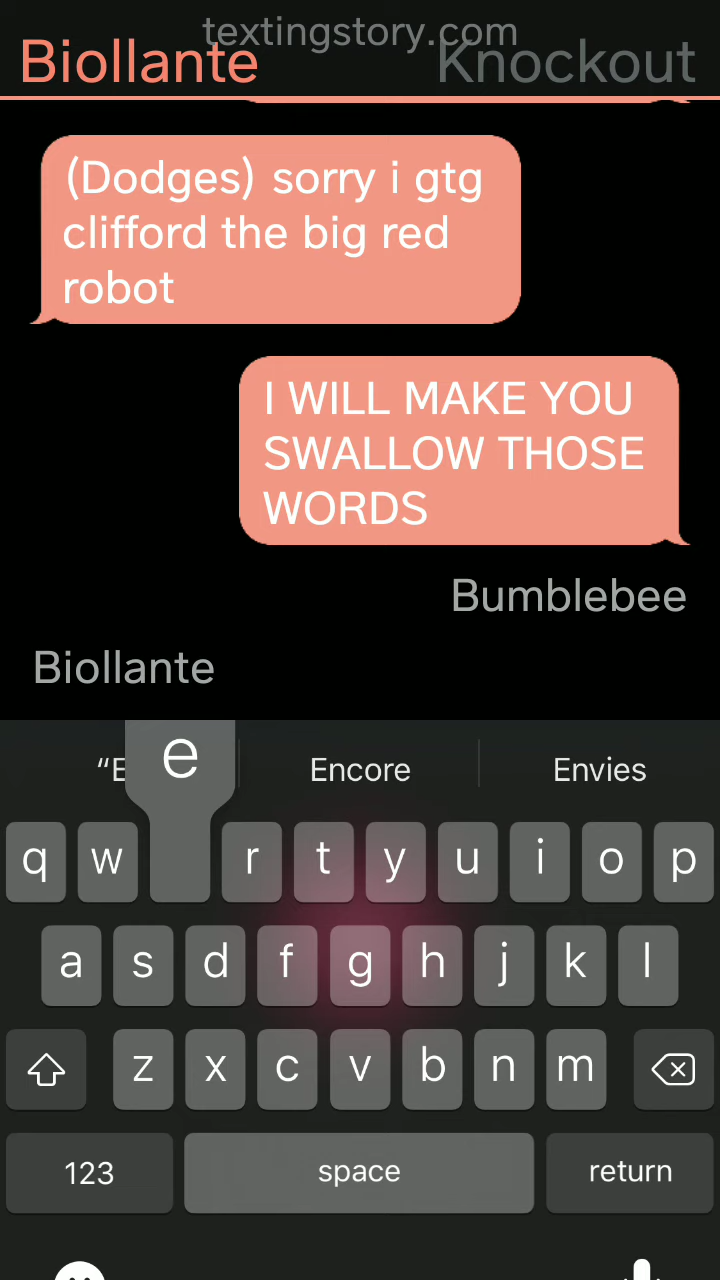 textingstory.com
Biollante
Knockout
(Dodges) sorry i gtg
clifford the big red
robot
I WILL MAKE YOU
SWALLOW THOSE
WORDS
Bumblebee
Biollante
“E
e
Encore
Envies
q w r t y u i o p
a s d f g h j k l
z x c v b n m
123 space return